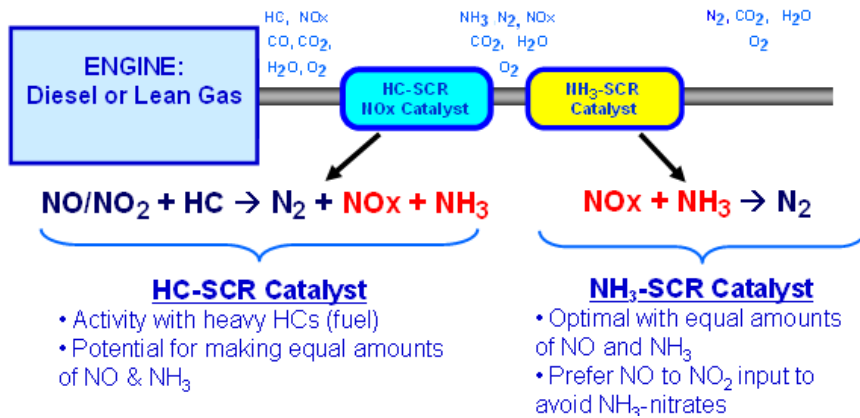 HC, NOx
CO, CO₂,
H₂O, O₂
NH₃, N₂, NOx
CO₂, H₂O
O₂
N₂, CO₂, H₂O
O₂
ENGINE:
Diesel or Lean Gas
HC-SCR
NOx Catalyst
NH₃-SCR
Catalyst
NO/NO₂ + HC → N₂ + NOx + NH₃
NOx + NH₃ → N₂
HC-SCR Catalyst
• Activity with heavy HCs (fuel)
• Potential for making equal amounts
of NO & NH₃
NH₃-SCR Catalyst
• Optimal with equal amounts
of NO and NH₃
• Prefer NO to NO₂ input to
avoid NH₃-nitrates